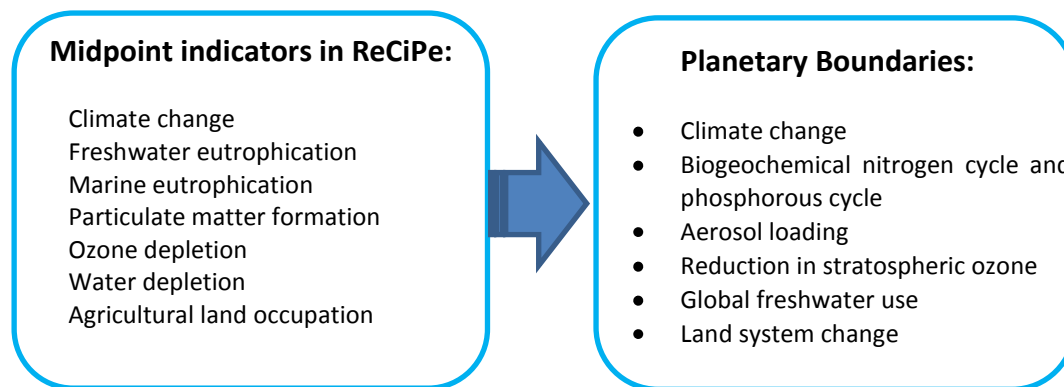 Midpoint indicators in ReCiPe:
Climate change
Freshwater eutrophication
Marine eutrophication
Particulate matter formation
Ozone depletion
Water depletion
Agricultural land occupation
Planetary Boundaries:
• Climate change
• Biogeochemical nitrogen cycle and
phosphorous cycle
• Aerosol loading
• Reduction in stratospheric ozone
• Global freshwater use
• Land system change